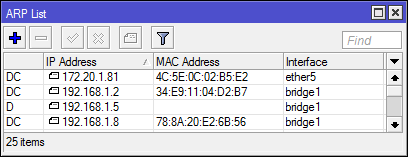 ARP List
Find
IP Address MAC Address Interface
DC 172.20.1.81 4C:5E:0C:02:B5:E2 ether5
DC 192.168.1.2 34:E9:11:04:D2:B7 bridge1
D 192.168.1.5 bridge1
DC 192.168.1.8 78:8A:20:E2:6B:56 bridge1
25 items